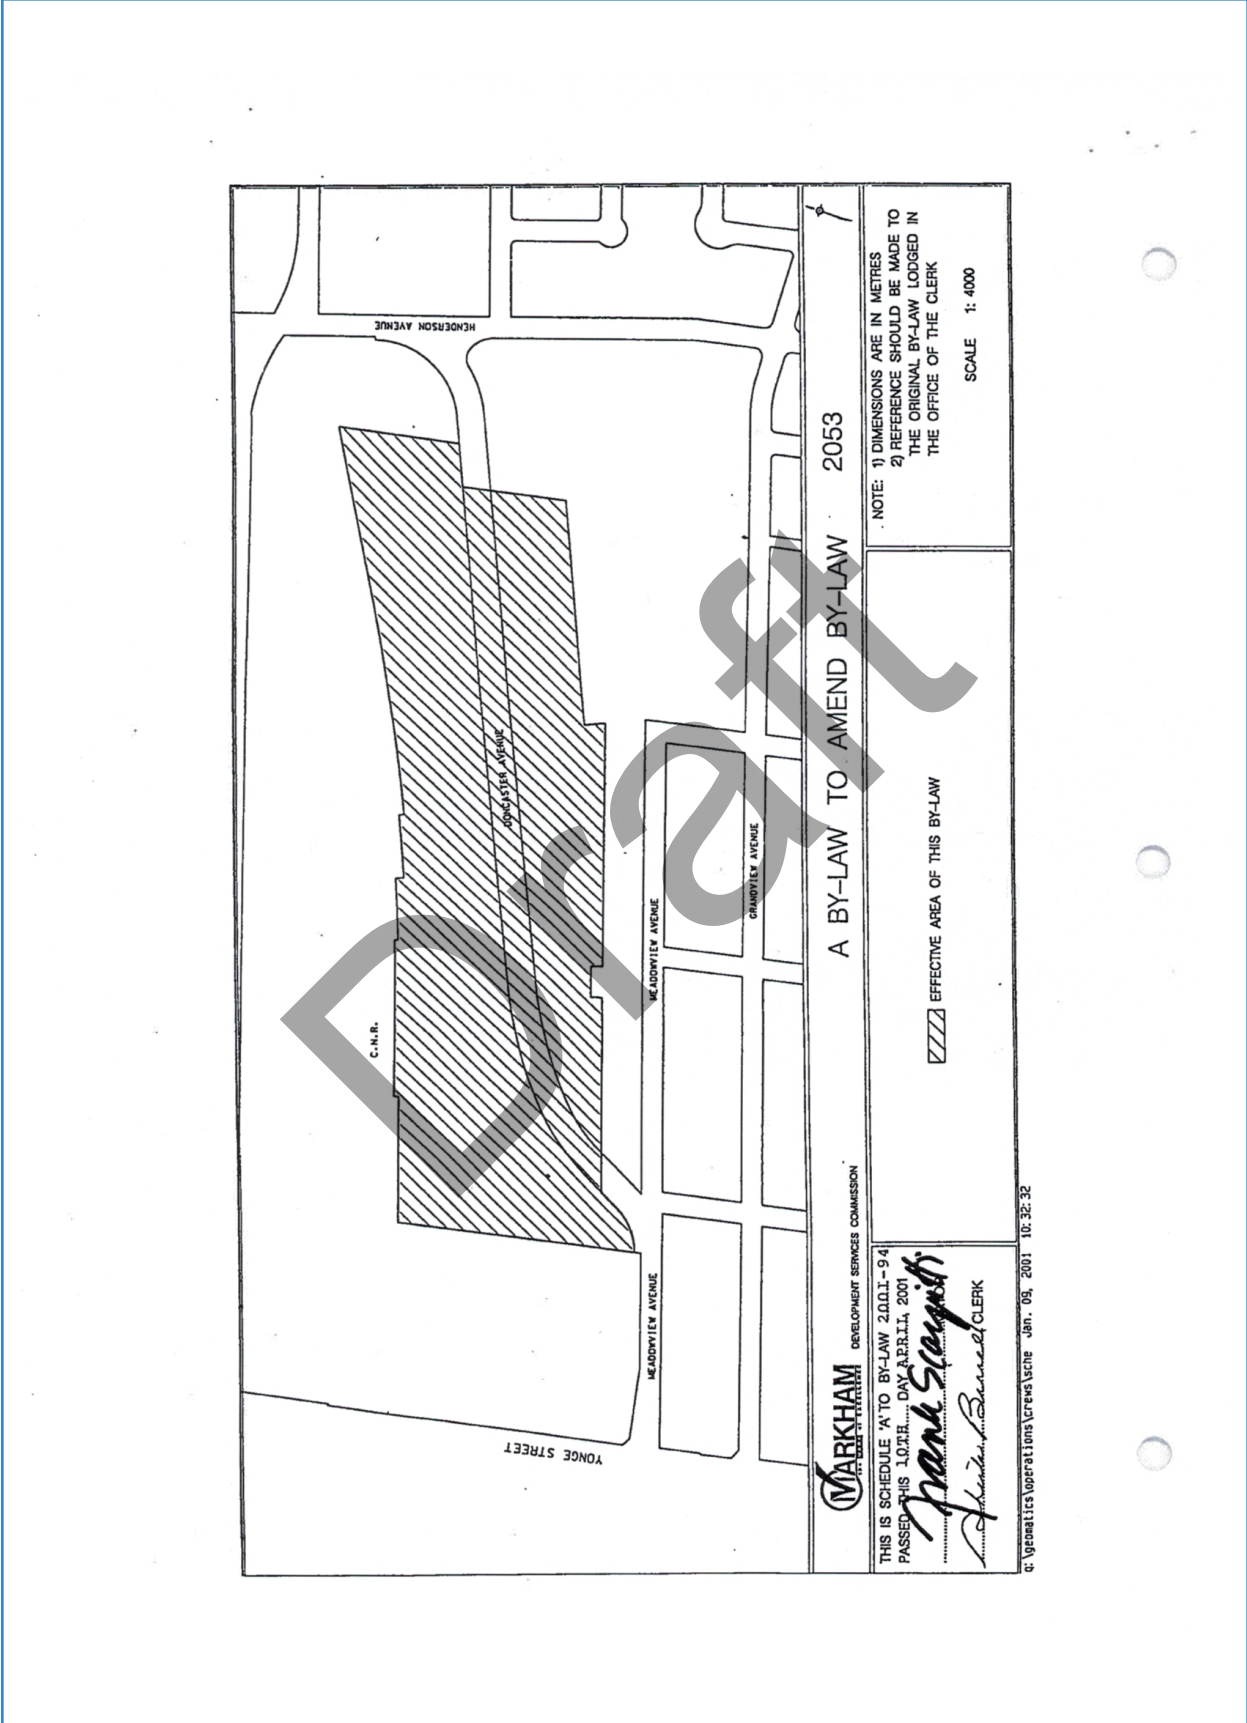 HENDERSON AVENUE
DONCASTER AVENUE
C.N.R.
MEADOWVIEW AVENUE
GRANDVIEW AVENUE
MEADOWVIEW AVENUE
YONGE STREET
Draft
MARKHAM DEVELOPMENT SERVICES COMMISSION
A BY-LAW TO AMEND BY-LAW 2053
THIS IS SCHEDULE 'A' TO BY-LAW 2001-94
PASSED THIS 10TH DAY APRIL 2001
CLERK
EFFECTIVE AREA OF THIS BY-LAW
NOTE: 1) DIMENSIONS ARE IN METRES
2) REFERENCE SHOULD BE MADE TO
THE ORIGINAL BY-LAW LODGED IN
THE OFFICE OF THE CLERK
SCALE 1: 4000
q:\geomatics\operations\crews\sche Jan. 09, 2001 10:32:32